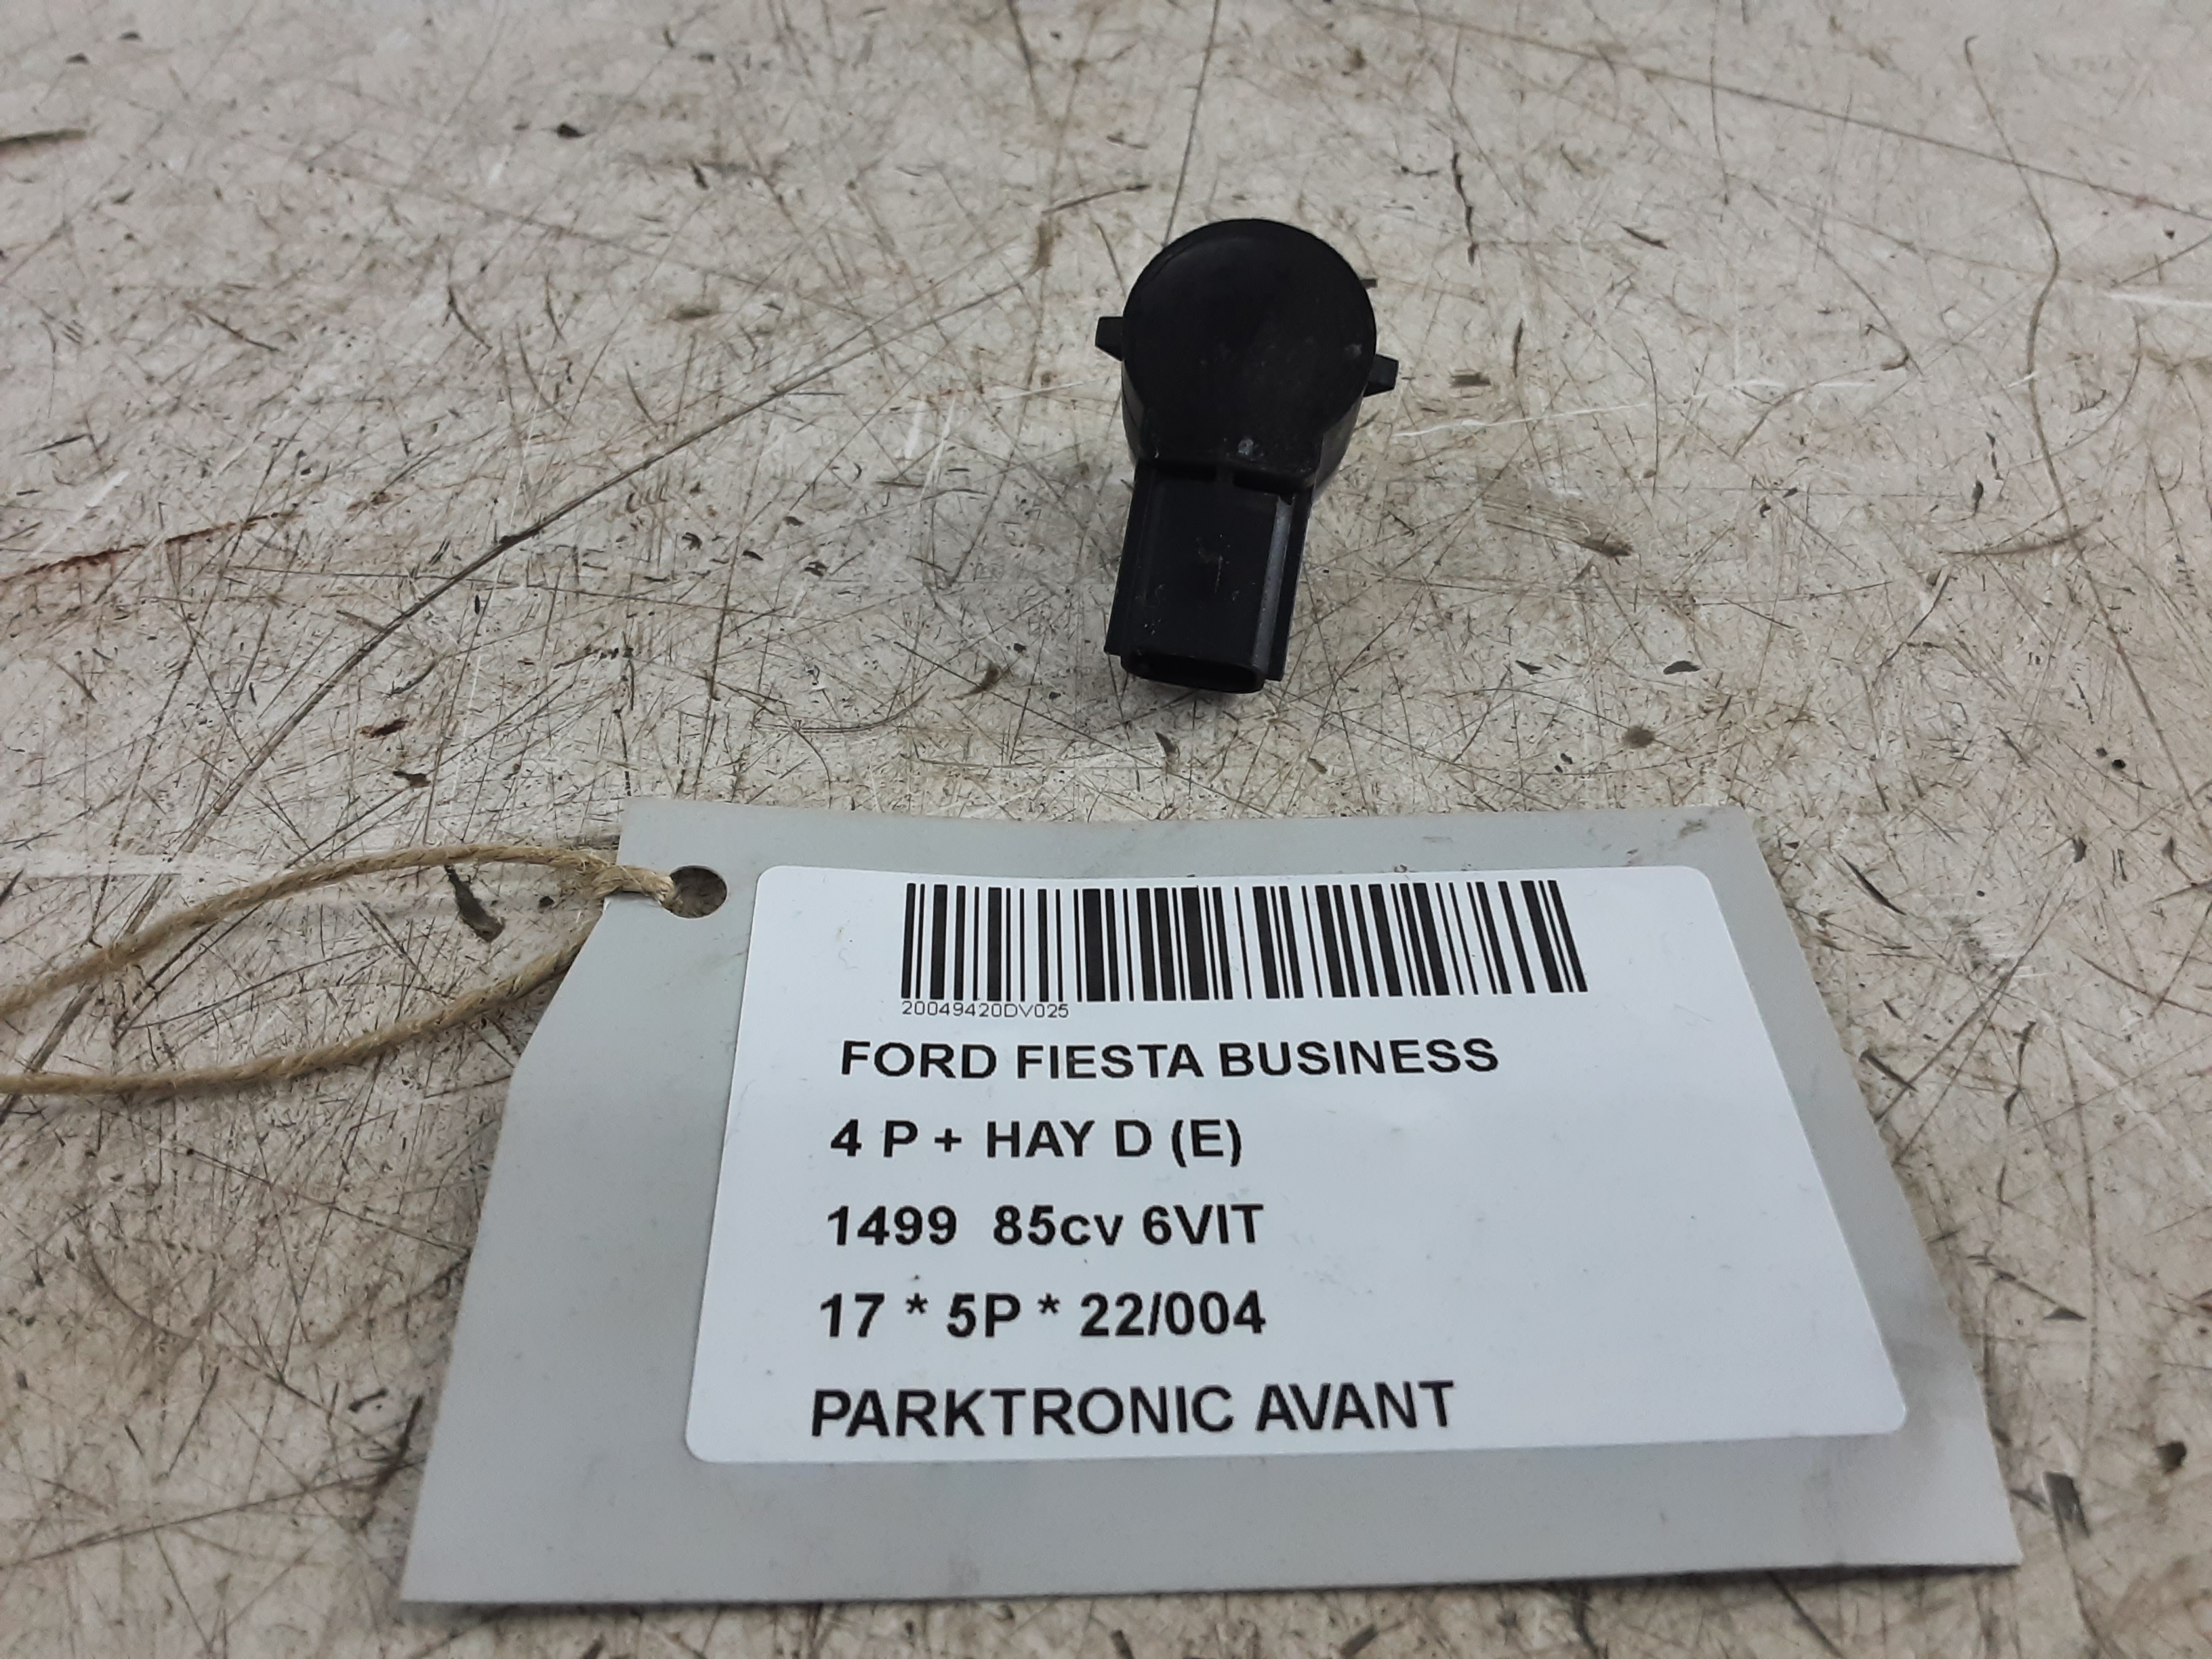 20049420DV025
FORD FIESTA BUSINESS
4 P + HAY D (E)
1499 85cv 6VIT
17 * 5P * 22/004
PARKTRONIC AVANT